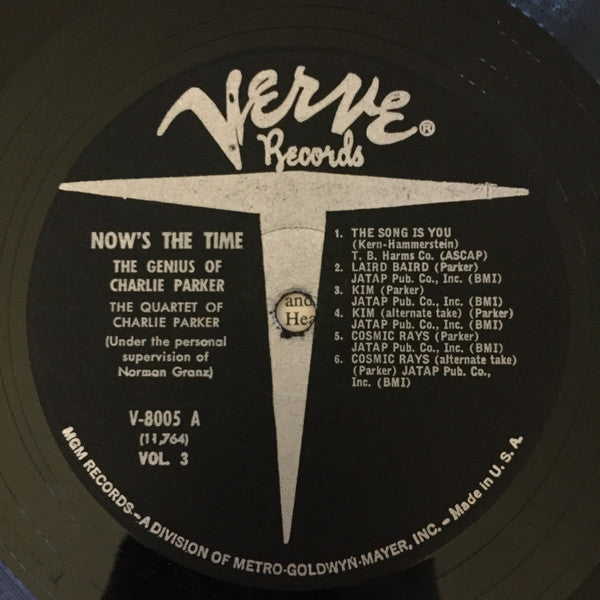 Verve®
Records
NOW'S THE TIME
THE GENIUS OF
CHARLIE PARKER
THE QUARTET OF
CHARLIE PARKER
(Under the personal
supervision of
Norman Granz)
V-8005 A
(11,764)
VOL. 3
and
1. THE SONG IS YOU
(Kern-Hammerstein)
T. B. Harms Co. (ASCAP)
2. LAIRD BAIRD (Parker)
JATAP Pub. Co., Inc. (BMI)
3. KIM (Parker)
JATAP Pub. Co., Inc. (BMI)
4. KIM (alternate take) (Parker)
JATAP Pub. Co., Inc. (BMI)
5. COSMIC RAYS (Parker)
JATAP Pub. Co., Inc. (BMI)
6. COSMIC RAYS (alternate take)
(Parker) JATAP Pub. Co.,
Inc. (BMI)
MGM RECORDS—A DIVISION OF METRO-GOLDWYN-MAYER, INC.—Made in U. S. A.